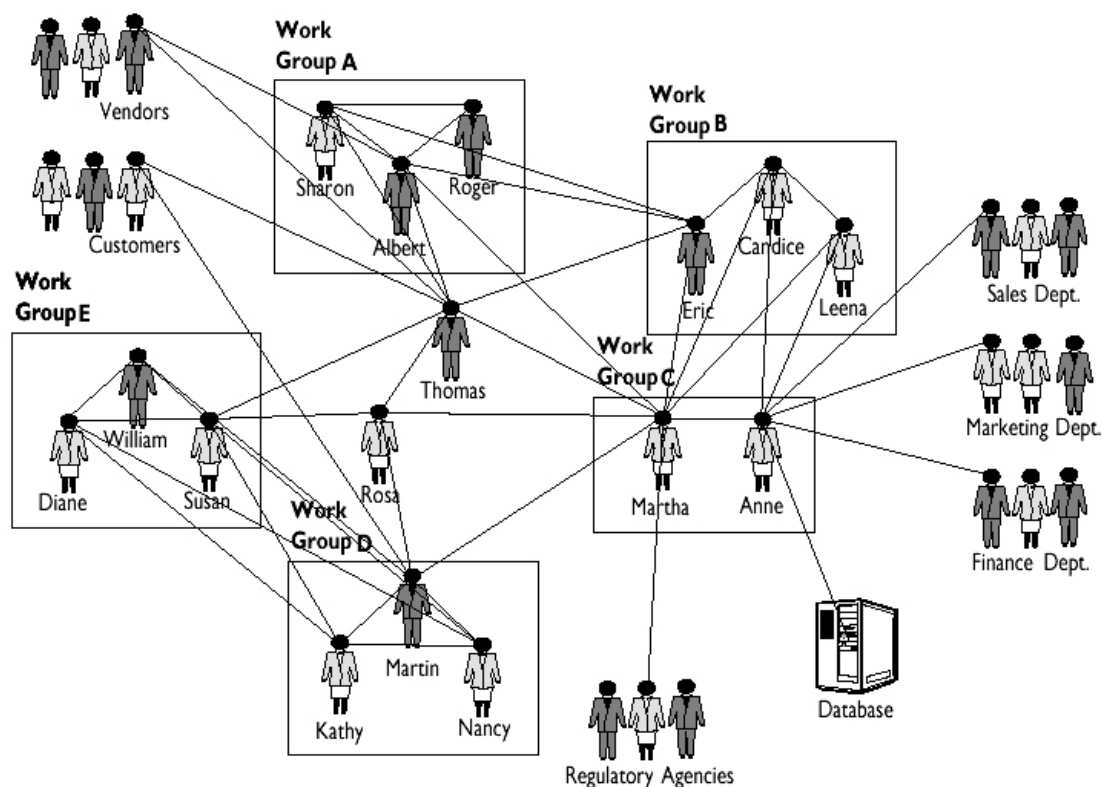 Work
Group A
Vendors
Sharon
Roger
Albert
Work
Group B
Candice
Eric
Leena
Customers
Sales Dept.
Work
Group E
Thomas
Work
Group C
William
Diane
Susan
Rosa
Martha
Anne
Marketing Dept.
Work
Group D
Finance Dept.
Martin
Kathy
Nancy
Database
Regulatory Agencies